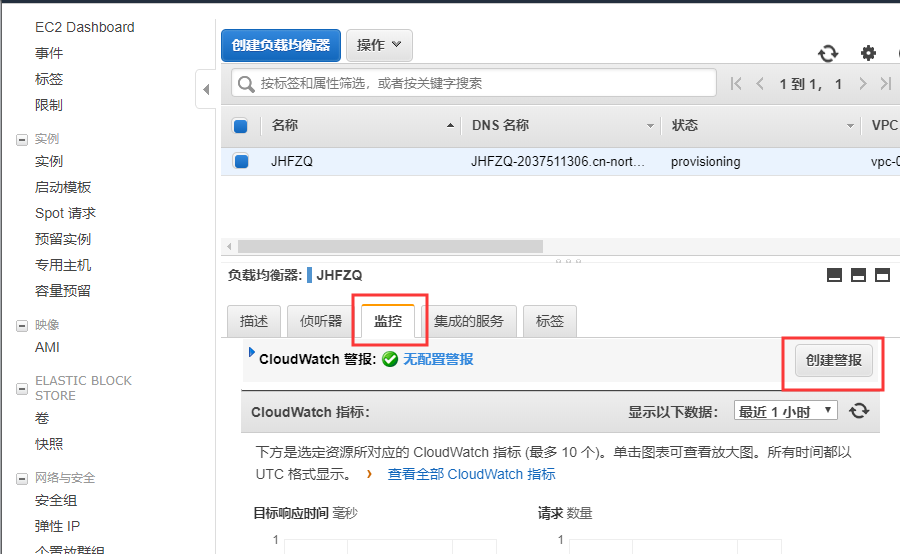 EC2 Dashboard
事件
标签
限制
实例
实例
启动模板
Spot 请求
预留实例
专用主机
容量预留
映像
AMI
ELASTIC BLOCK
STORE
卷
快照
网络与安全
安全组
弹性 IP
个置放群组
创建负载均衡器 操作
按标签和属性筛选，或者按关键字搜索 1 到 1， 1
名称 DNS 名称 状态 VPC
JHFZQ JHFZQ-2037511306.cn-nort... provisioning vpc-0
负载均衡器: JHFZQ
描述 侦听器 监控 集成的服务 标签
CloudWatch 警报: 无配置警报 创建警报
CloudWatch 指标: 显示以下数据: 最近 1 小时
下方是选定资源所对应的 CloudWatch 指标 (最多 10 个)。单击图表可查看放大图。所有时间都以
UTC 格式显示。 › 查看全部 CloudWatch 指标
目标响应时间 毫秒 请求 数量
1 1